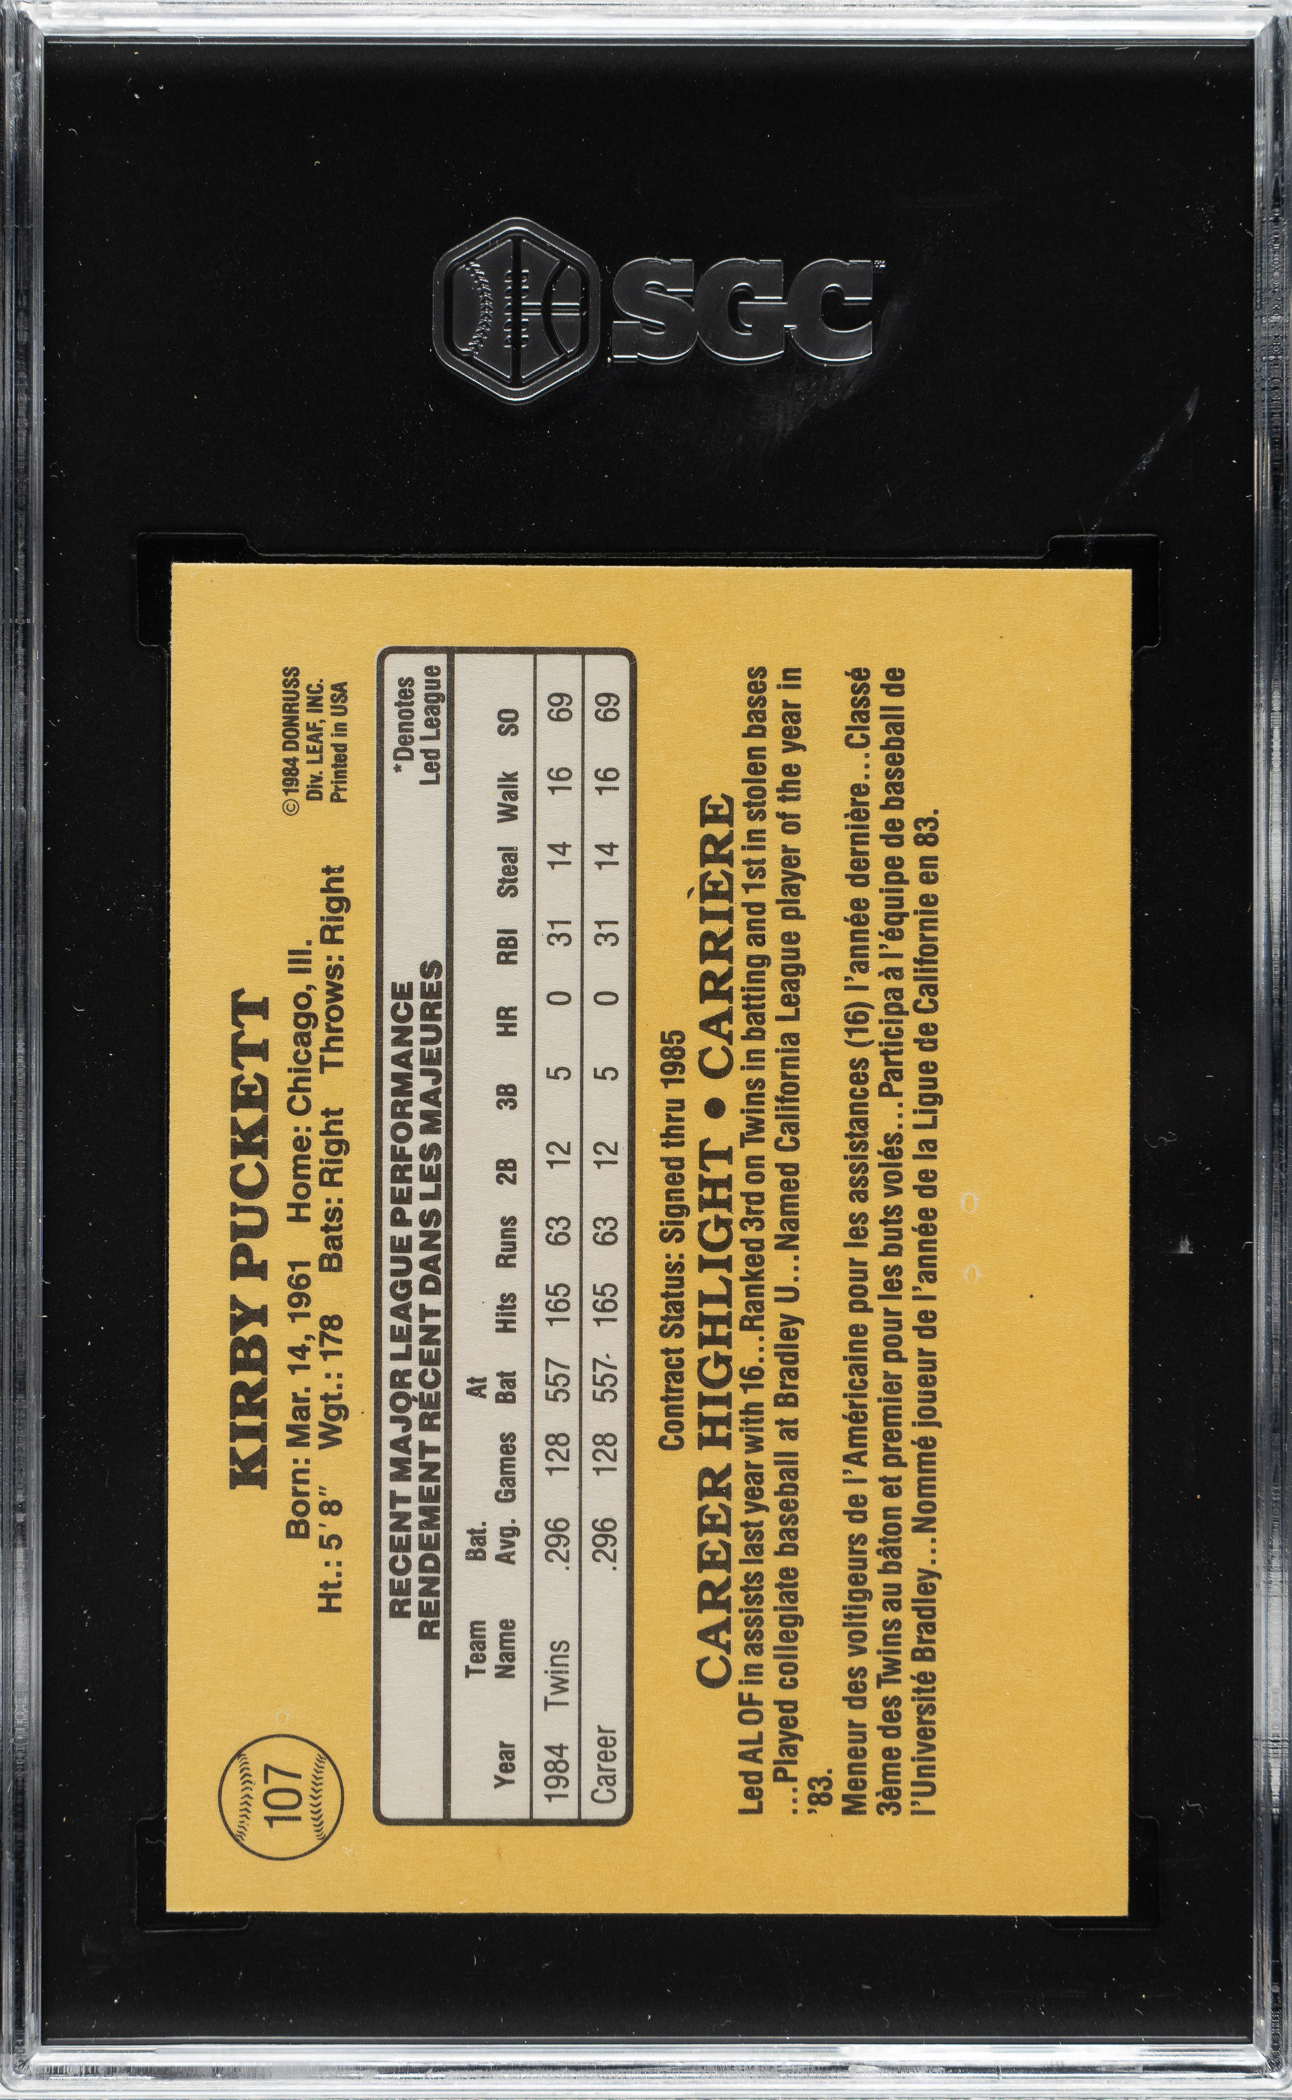 SGC™
107
KIRBY PUCKETT
© 1984 DONRUSS
Div. LEAF, INC.
Printed in USA
Born: Mar. 14, 1961 Home: Chicago, Ill.
Ht.: 5'8" Wgt.: 178 Bats: Right Throws: Right
RECENT MAJOR LEAGUE PERFORMANCE
RENDEMENT RÉCENT DANS LES MAJEURES
*Denotes
Led League
Year Team Name Bat. Avg. Games At Bat Hits Runs 2B 3B HR RBI Steal Walk SO
1984 Twins .296 128 557 165 63 12 5 0 31 14 16 69
Career .296 128 557 165 63 12 5 0 31 14 16 69
Contract Status: Signed thru 1985
CAREER HIGHLIGHT • CARRIÈRE
Led AL OF in assists last year with 16...Ranked 3rd on Twins in batting and 1st in stolen bases
...Played collegiate baseball at Bradley U...Named California League player of the year in
'83.
Meneur des voltigeurs de l'Américaine pour les assistances (16) l'année dernière...Classé
3ème des Twins au bâton et premier pour les buts volés...Participa à l'équipe de baseball de
l'Université Bradley...Nommé joueur de l'année de la Ligue de Californie en 83.